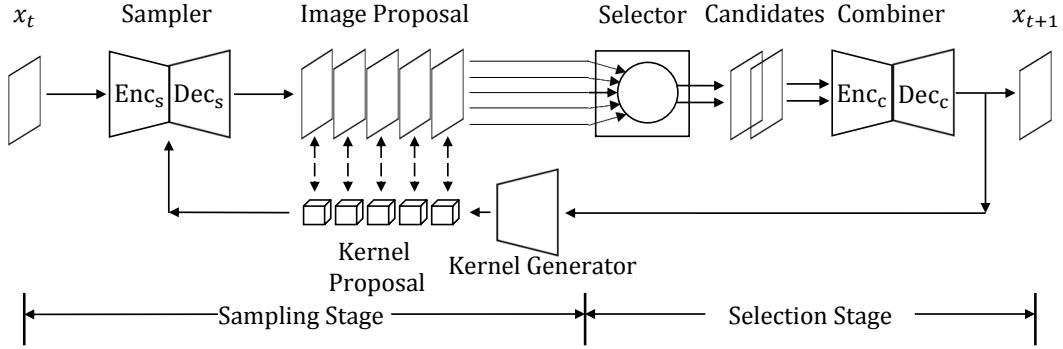 x_t
Sampler
Image Proposal
Selector
Candidates
Combiner
x_{t+1}
Enc_s
Dec_s
Enc_c
Dec_c
Kernel
Proposal
Kernel Generator
Sampling Stage
Selection Stage